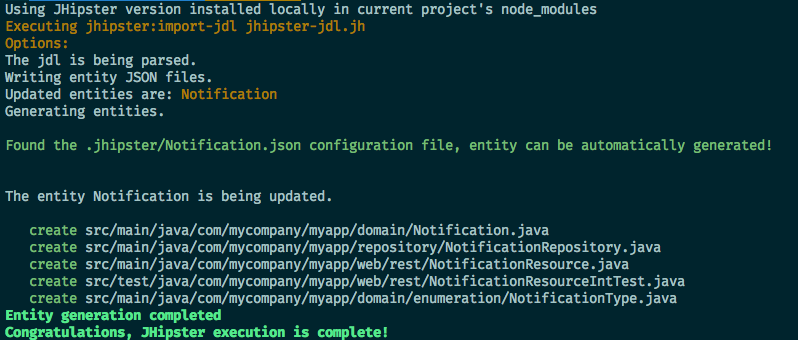 Using JHipster version installed locally in current project's node_modules
Executing jhipster:import-jdl jhipster-jdl.jh
Options:
The jdl is being parsed.
Writing entity JSON files.
Updated entities are: Notification
Generating entities.
Found the .jhipster/Notification.json configuration file, entity can be automatically generated!
The entity Notification is being updated.
create src/main/java/com/mycompany/myapp/domain/Notification.java
create src/main/java/com/mycompany/myapp/repository/NotificationRepository.java
create src/main/java/com/mycompany/myapp/web/rest/NotificationResource.java
create src/test/java/com/mycompany/myapp/web/rest/NotificationResourceIntTest.java
create src/main/java/com/mycompany/myapp/domain/enumeration/NotificationType.java
Entity generation completed
Congratulations, JHipster execution is complete!